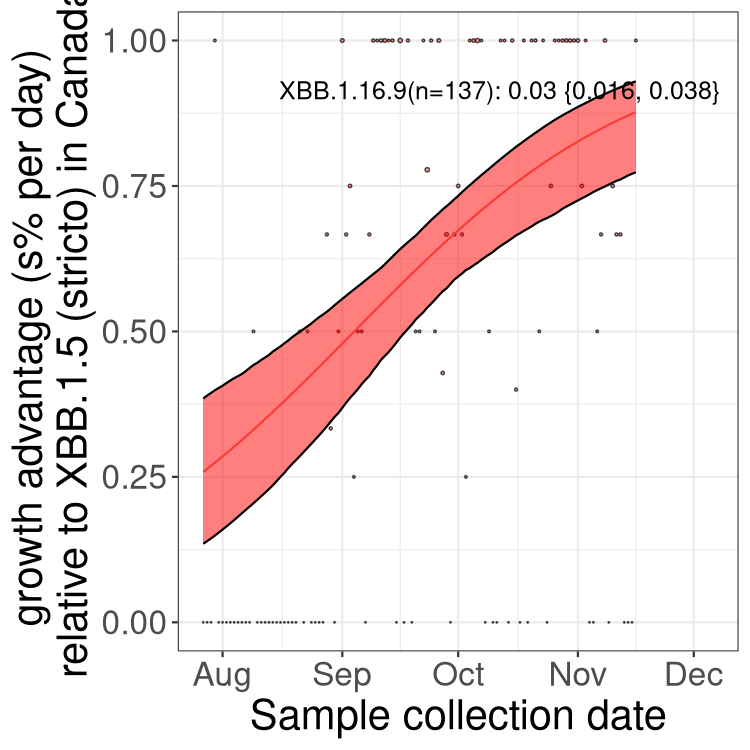 growth advantage (s% per day)
relative to XBB.1.5 (stricto) in Canada
1.00
0.75
0.50
0.25
0.00
XBB.1.16.9(n=137): 0.03 {0.016, 0.038}
Aug Sep Oct Nov Dec
Sample collection date